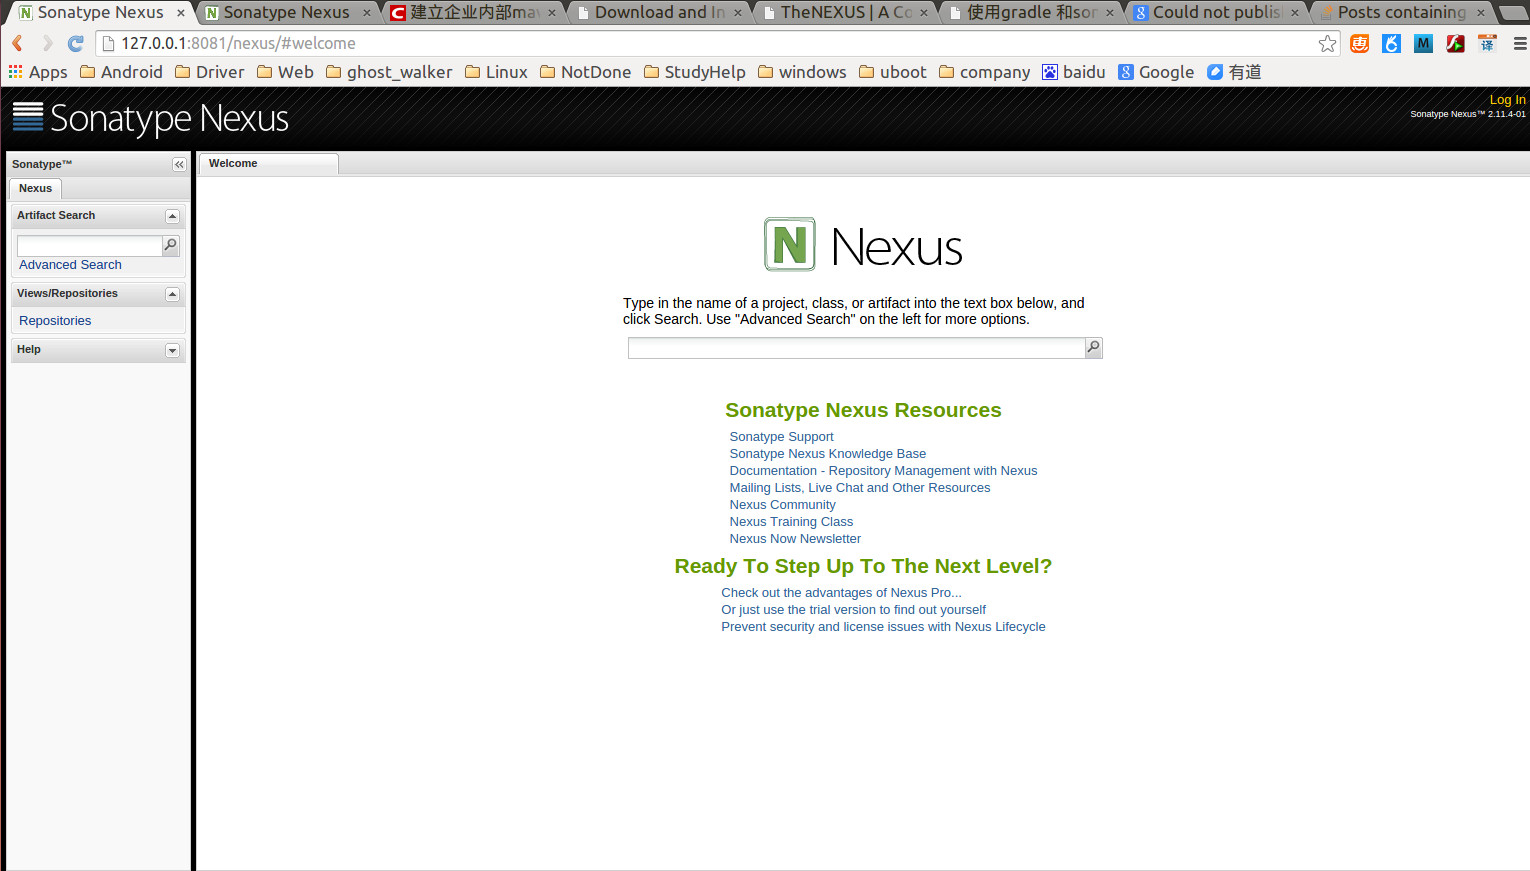 Sonatype Nexus
Sonatype Nexus
建立企业内部mav
Download and In
TheNEXUS | A Co
使用gradle 和son
Could not publis
Posts containing
127.0.0.1:8081/nexus/#welcome
Apps Android Driver Web ghost_walker Linux NotDone StudyHelp windows uboot company baidu Google 有道
Sonatype Nexus
Log In
Sonatype Nexus™ 2.11.4-01
Sonatype™
Nexus
Artifact Search
Advanced Search
Views/Repositories
Repositories
Help
Welcome
N Nexus
Type in the name of a project, class, or artifact into the text box below, and
click Search. Use "Advanced Search" on the left for more options.
Sonatype Nexus Resources
Sonatype Support
Sonatype Nexus Knowledge Base
Documentation - Repository Management with Nexus
Mailing Lists, Live Chat and Other Resources
Nexus Community
Nexus Training Class
Nexus Now Newsletter
Ready To Step Up To The Next Level?
Check out the advantages of Nexus Pro...
Or just use the trial version to find out yourself
Prevent security and license issues with Nexus Lifecycle